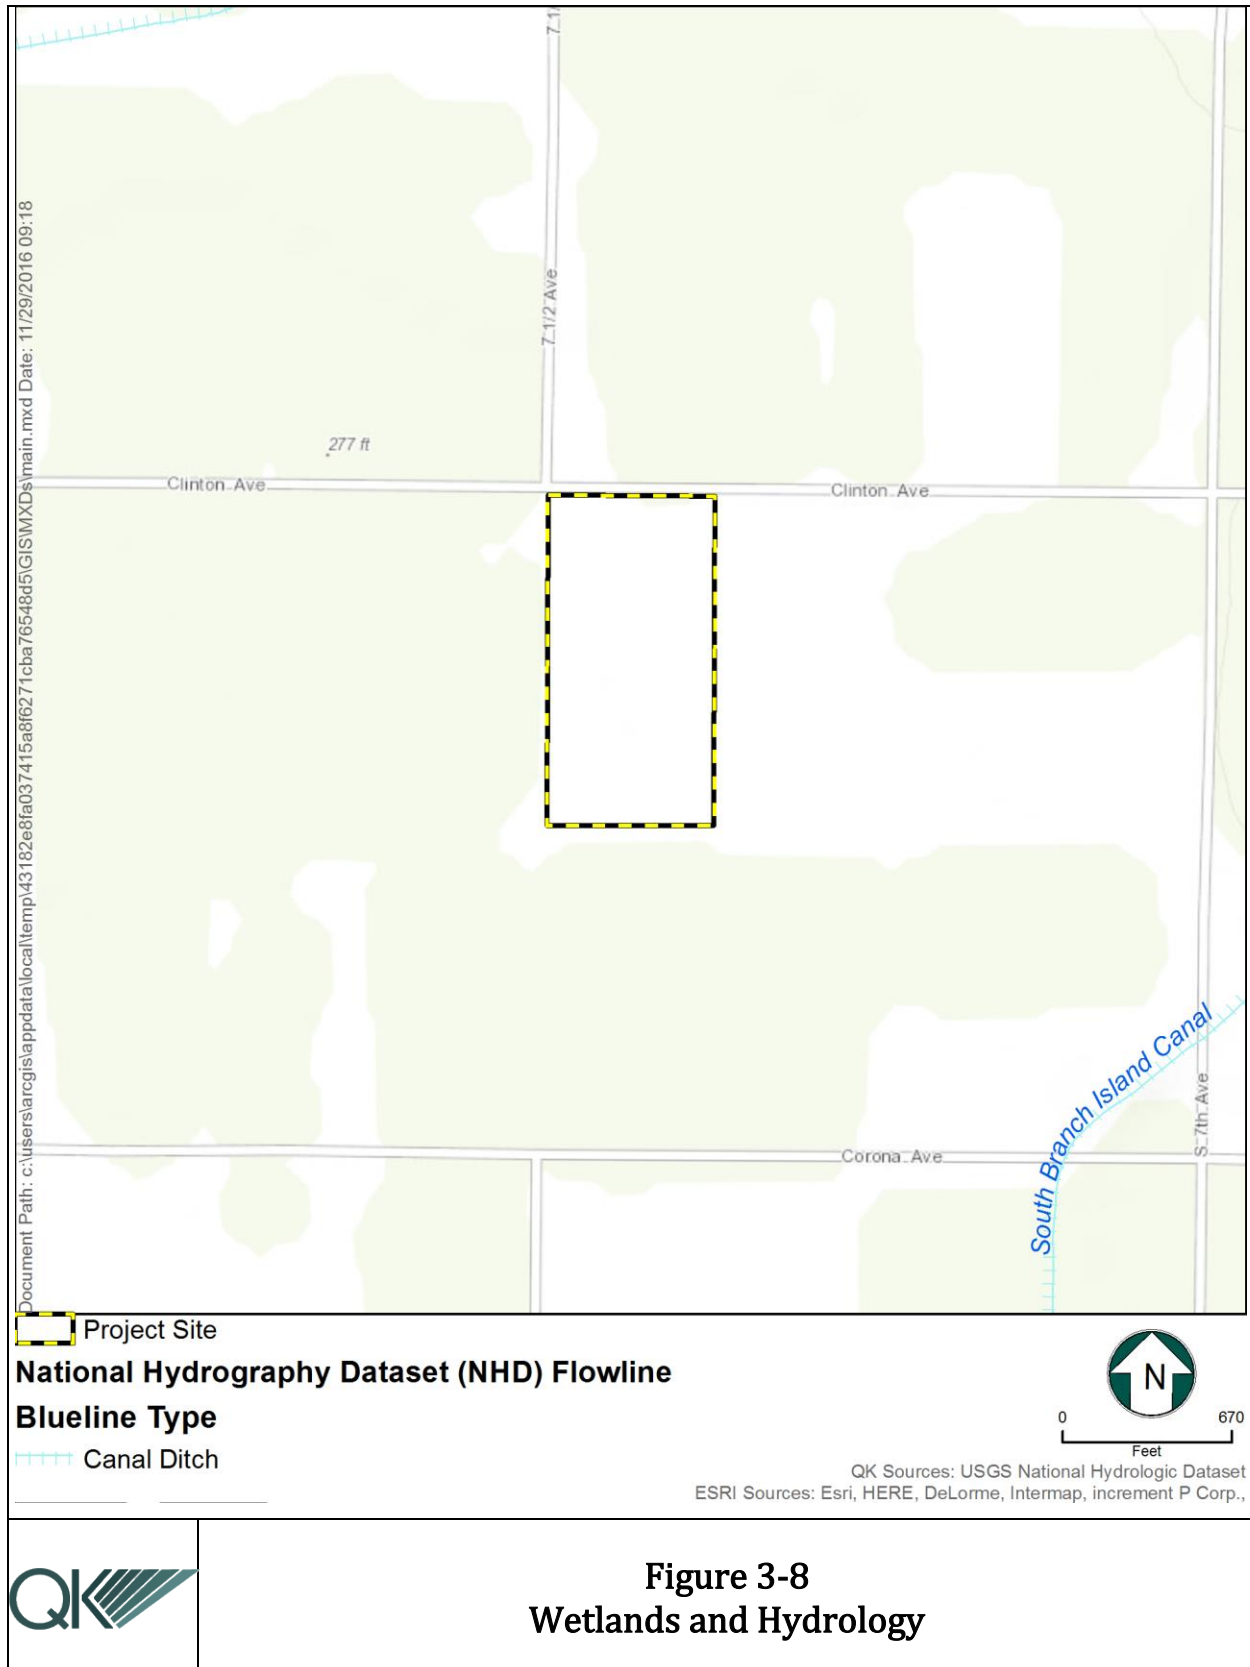 7 1/
7 1/2 Ave
277 ft
Clinton Ave
Clinton Ave
South Branch Island Canal
S 7th Ave
Corona Ave
Document Path: c:\users\arcgis\appdata\local\temp\43182e8fa037415a8f6271cba76548d5\GIS\MXDs\main.mxd Date: 11/29/2016 09:18
Project Site
National Hydrography Dataset (NHD) Flowline
Blueline Type
Canal Ditch
N
0 670
Feet
QK Sources: USGS National Hydrologic Dataset
ESRI Sources: Esri, HERE, DeLorme, Intermap, increment P Corp.,
QK
Figure 3-8
Wetlands and Hydrology